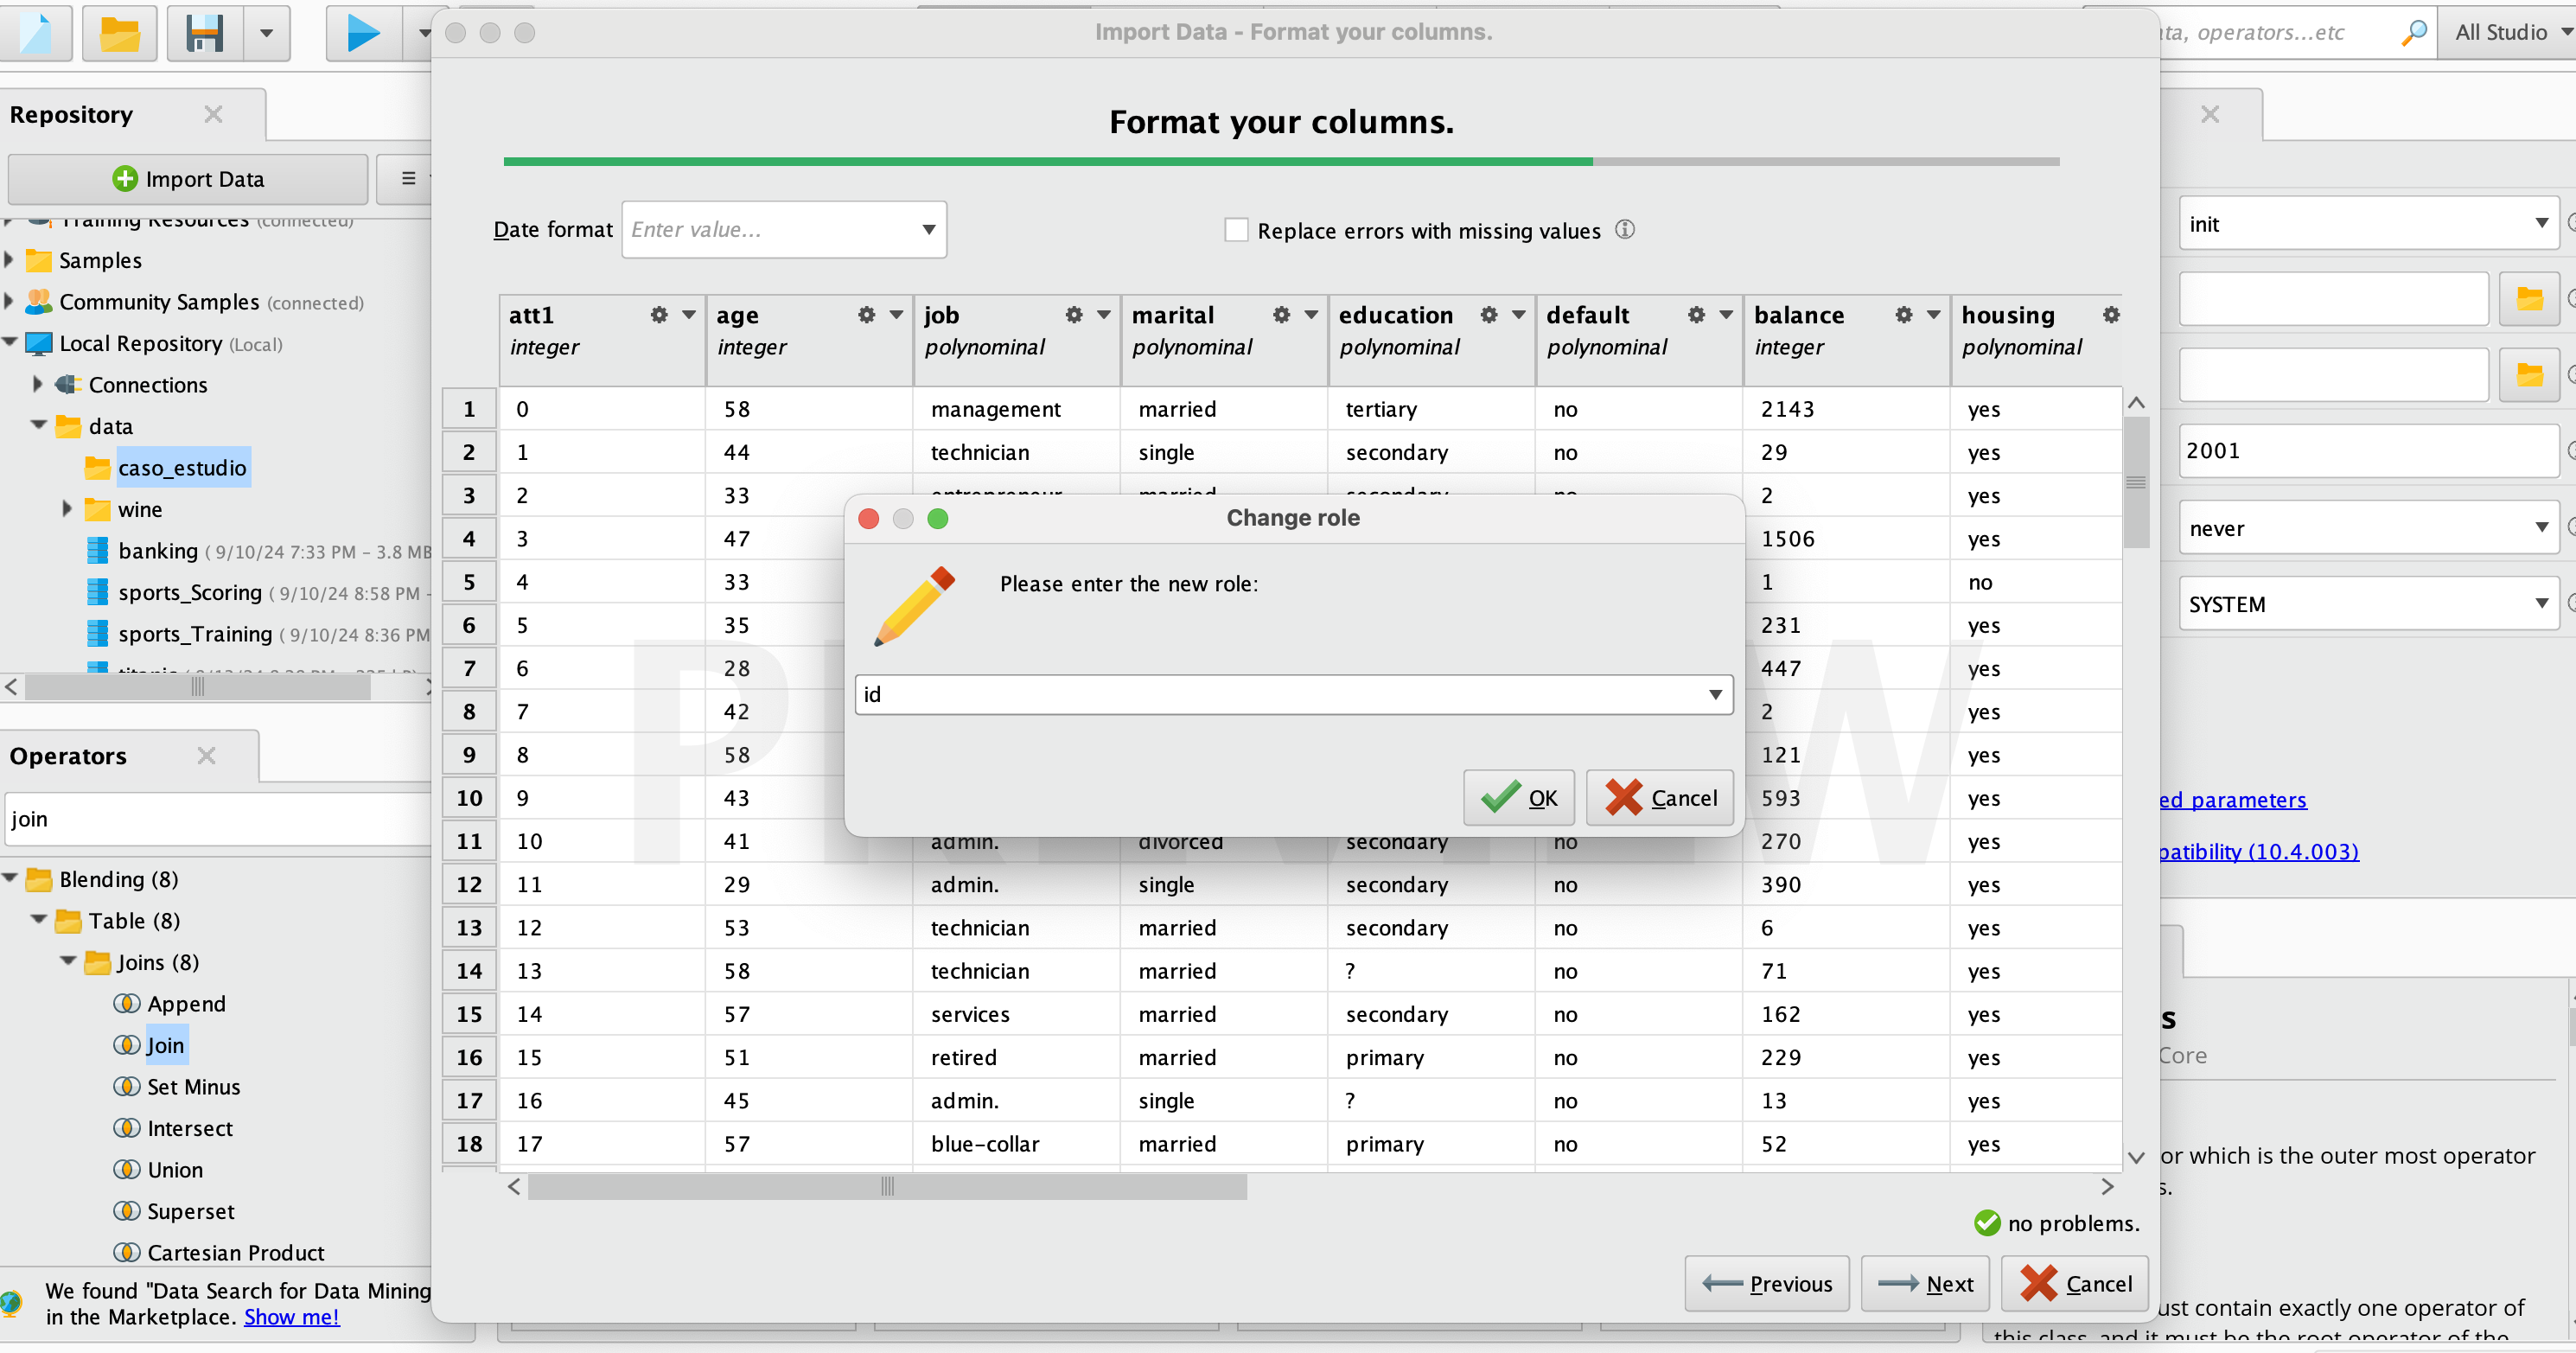 Import Data - Format your columns.
operators...etc
All Studio
Repository
Import Data
Training Resources (connected)
Samples
Community Samples (connected)
Local Repository (Local)
Connections
data
caso_estudio
wine
banking ( 9/10/24 7:33 PM – 3.8 MB
sports_Scoring ( 9/10/24 8:58 PM –
sports_Training ( 9/10/24 8:36 PM
Operators
join
Blending (8)
Table (8)
Joins (8)
Append
Join
Set Minus
Intersect
Union
Superset
Cartesian Product
We found "Data Search for Data Mining
in the Marketplace. Show me!
Format your columns.
Date format Enter value...
Replace errors with missing values
att1 age job marital education default balance housing
integer integer polynominal polynominal polynominal polynominal integer polynominal
1 0 58 management married tertiary no 2143 yes
2 1 44 technician single secondary no 29 yes
3 2 33 entrepreneur married secondary no 2 yes
4 3 47 1506 yes
5 4 33 1 no
6 5 35 231 yes
7 6 28 447 yes
8 7 42 2 yes
9 8 58 121 yes
10 9 43 593 yes
11 10 41 admin. divorced secondary no 270 yes
12 11 29 admin. single secondary no 390 yes
13 12 53 technician married secondary no 6 yes
14 13 58 technician married ? no 71 yes
15 14 57 services married secondary no 162 yes
16 15 51 retired married primary no 229 yes
17 16 45 admin. single ? no 13 yes
18 17 57 blue-collar married primary no 52 yes
Change role
Please enter the new role:
id
OK
Cancel
no problems.
Previous
Next
Cancel
init
2001
never
SYSTEM
ed parameters
patibility (10.4.003)
s
Core
or which is the outer most operator
s.
ust contain exactly one operator of
this class, and it must be the root operator of the